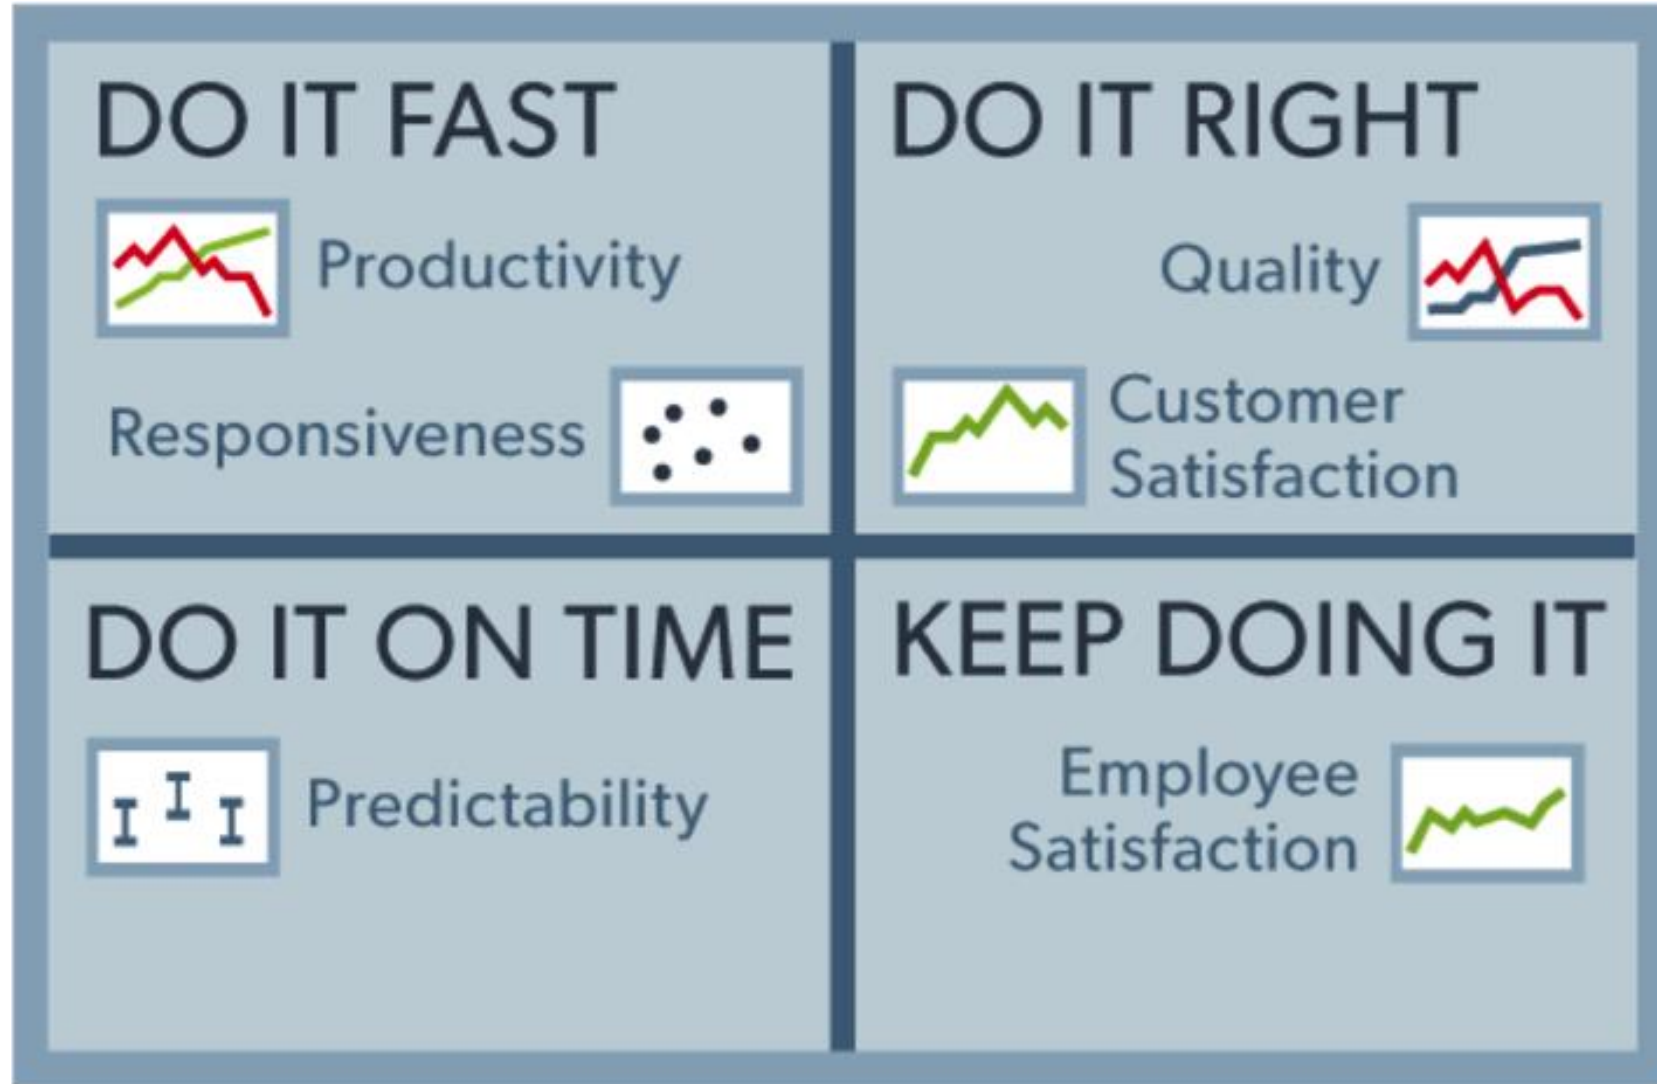 DO IT FAST
Productivity
Responsiveness
DO IT RIGHT
Quality
Customer
Satisfaction
DO IT ON TIME
Predictability
KEEP DOING IT
Employee
Satisfaction